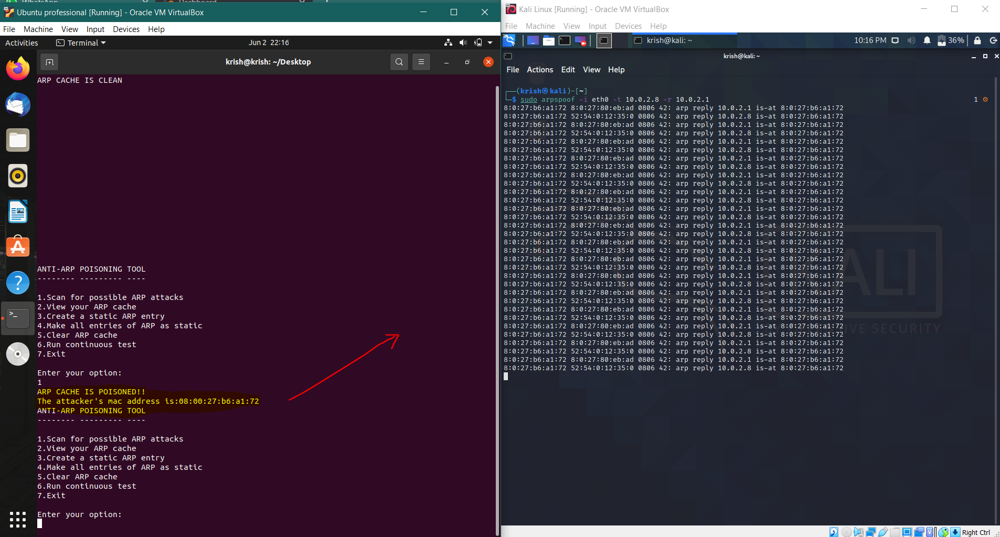 WhatsApp
Dashboard
Ubuntu professional [Running] - Oracle VM VirtualBox
File Machine View Input Devices Help
Activities Terminal Jun 2 22:16
krish@krish: ~/Desktop
ARP CACHE IS CLEAN
ANTI-ARP POISONING TOOL
-------- --------- ----
1.Scan for possible ARP attacks
2.View your ARP cache
3.Create a static ARP entry
4.Make all entries of ARP as static
5.Clear ARP cache
6.Run continuous test
7.Exit
Enter your option:
1
ARP CACHE IS POISONED!!
The attacker's mac address is:08:00:27:b6:a1:72
ANTI-ARP POISONING TOOL
-------- --------- ----
1.Scan for possible ARP attacks
2.View your ARP cache
3.Create a static ARP entry
4.Make all entries of ARP as static
5.Clear ARP cache
6.Run continuous test
7.Exit
Enter your option:
Kali Linux [Running] - Oracle VM VirtualBox
File Machine View Input Devices Help
krish@kali: ~ 10:16 PM 36%
krish@kali: ~
File Actions Edit View Help
(krish㉿kali)-[~]
$ sudo arpspoof -i eth0 -t 10.0.2.8 -r 10.0.2.1 1
8:0:27:b6:a1:72 8:0:27:80:eb:ad 0806 42: arp reply 10.0.2.1 is-at 8:0:27:b6:a1:72
8:0:27:b6:a1:72 52:54:0:12:35:0 0806 42: arp reply 10.0.2.8 is-at 8:0:27:b6:a1:72
8:0:27:b6:a1:72 8:0:27:80:eb:ad 0806 42: arp reply 10.0.2.1 is-at 8:0:27:b6:a1:72
8:0:27:b6:a1:72 52:54:0:12:35:0 0806 42: arp reply 10.0.2.8 is-at 8:0:27:b6:a1:72
8:0:27:b6:a1:72 8:0:27:80:eb:ad 0806 42: arp reply 10.0.2.1 is-at 8:0:27:b6:a1:72
8:0:27:b6:a1:72 52:54:0:12:35:0 0806 42: arp reply 10.0.2.8 is-at 8:0:27:b6:a1:72
8:0:27:b6:a1:72 8:0:27:80:eb:ad 0806 42: arp reply 10.0.2.1 is-at 8:0:27:b6:a1:72
8:0:27:b6:a1:72 52:54:0:12:35:0 0806 42: arp reply 10.0.2.8 is-at 8:0:27:b6:a1:72
8:0:27:b6:a1:72 8:0:27:80:eb:ad 0806 42: arp reply 10.0.2.1 is-at 8:0:27:b6:a1:72
8:0:27:b6:a1:72 52:54:0:12:35:0 0806 42: arp reply 10.0.2.8 is-at 8:0:27:b6:a1:72
8:0:27:b6:a1:72 8:0:27:80:eb:ad 0806 42: arp reply 10.0.2.1 is-at 8:0:27:b6:a1:72
8:0:27:b6:a1:72 52:54:0:12:35:0 0806 42: arp reply 10.0.2.8 is-at 8:0:27:b6:a1:72
8:0:27:b6:a1:72 8:0:27:80:eb:ad 0806 42: arp reply 10.0.2.1 is-at 8:0:27:b6:a1:72
8:0:27:b6:a1:72 52:54:0:12:35:0 0806 42: arp reply 10.0.2.8 is-at 8:0:27:b6:a1:72
8:0:27:b6:a1:72 8:0:27:80:eb:ad 0806 42: arp reply 10.0.2.1 is-at 8:0:27:b6:a1:72
8:0:27:b6:a1:72 52:54:0:12:35:0 0806 42: arp reply 10.0.2.8 is-at 8:0:27:b6:a1:72
8:0:27:b6:a1:72 8:0:27:80:eb:ad 0806 42: arp reply 10.0.2.1 is-at 8:0:27:b6:a1:72
8:0:27:b6:a1:72 52:54:0:12:35:0 0806 42: arp reply 10.0.2.8 is-at 8:0:27:b6:a1:72
8:0:27:b6:a1:72 8:0:27:80:eb:ad 0806 42: arp reply 10.0.2.1 is-at 8:0:27:b6:a1:72
8:0:27:b6:a1:72 52:54:0:12:35:0 0806 42: arp reply 10.0.2.8 is-at 8:0:27:b6:a1:72
8:0:27:b6:a1:72 8:0:27:80:eb:ad 0806 42: arp reply 10.0.2.1 is-at 8:0:27:b6:a1:72
8:0:27:b6:a1:72 52:54:0:12:35:0 0806 42: arp reply 10.0.2.8 is-at 8:0:27:b6:a1:72
8:0:27:b6:a1:72 8:0:27:80:eb:ad 0806 42: arp reply 10.0.2.1 is-at 8:0:27:b6:a1:72
8:0:27:b6:a1:72 52:54:0:12:35:0 0806 42: arp reply 10.0.2.8 is-at 8:0:27:b6:a1:72
8:0:27:b6:a1:72 8:0:27:80:eb:ad 0806 42: arp reply 10.0.2.1 is-at 8:0:27:b6:a1:72
8:0:27:b6:a1:72 52:54:0:12:35:0 0806 42: arp reply 10.0.2.8 is-at 8:0:27:b6:a1:72
8:0:27:b6:a1:72 8:0:27:80:eb:ad 0806 42: arp reply 10.0.2.1 is-at 8:0:27:b6:a1:72
8:0:27:b6:a1:72 52:54:0:12:35:0 0806 42: arp reply 10.0.2.8 is-at 8:0:27:b6:a1:72
8:0:27:b6:a1:72 8:0:27:80:eb:ad 0806 42: arp reply 10.0.2.1 is-at 8:0:27:b6:a1:72
8:0:27:b6:a1:72 52:54:0:12:35:0 0806 42: arp reply 10.0.2.8 is-at 8:0:27:b6:a1:72
8:0:27:b6:a1:72 8:0:27:80:eb:ad 0806 42: arp reply 10.0.2.1 is-at 8:0:27:b6:a1:72
8:0:27:b6:a1:72 52:54:0:12:35:0 0806 42: arp reply 10.0.2.8 is-at 8:0:27:b6:a1:72
ALI
IVE SECURITY
Right Ctrl